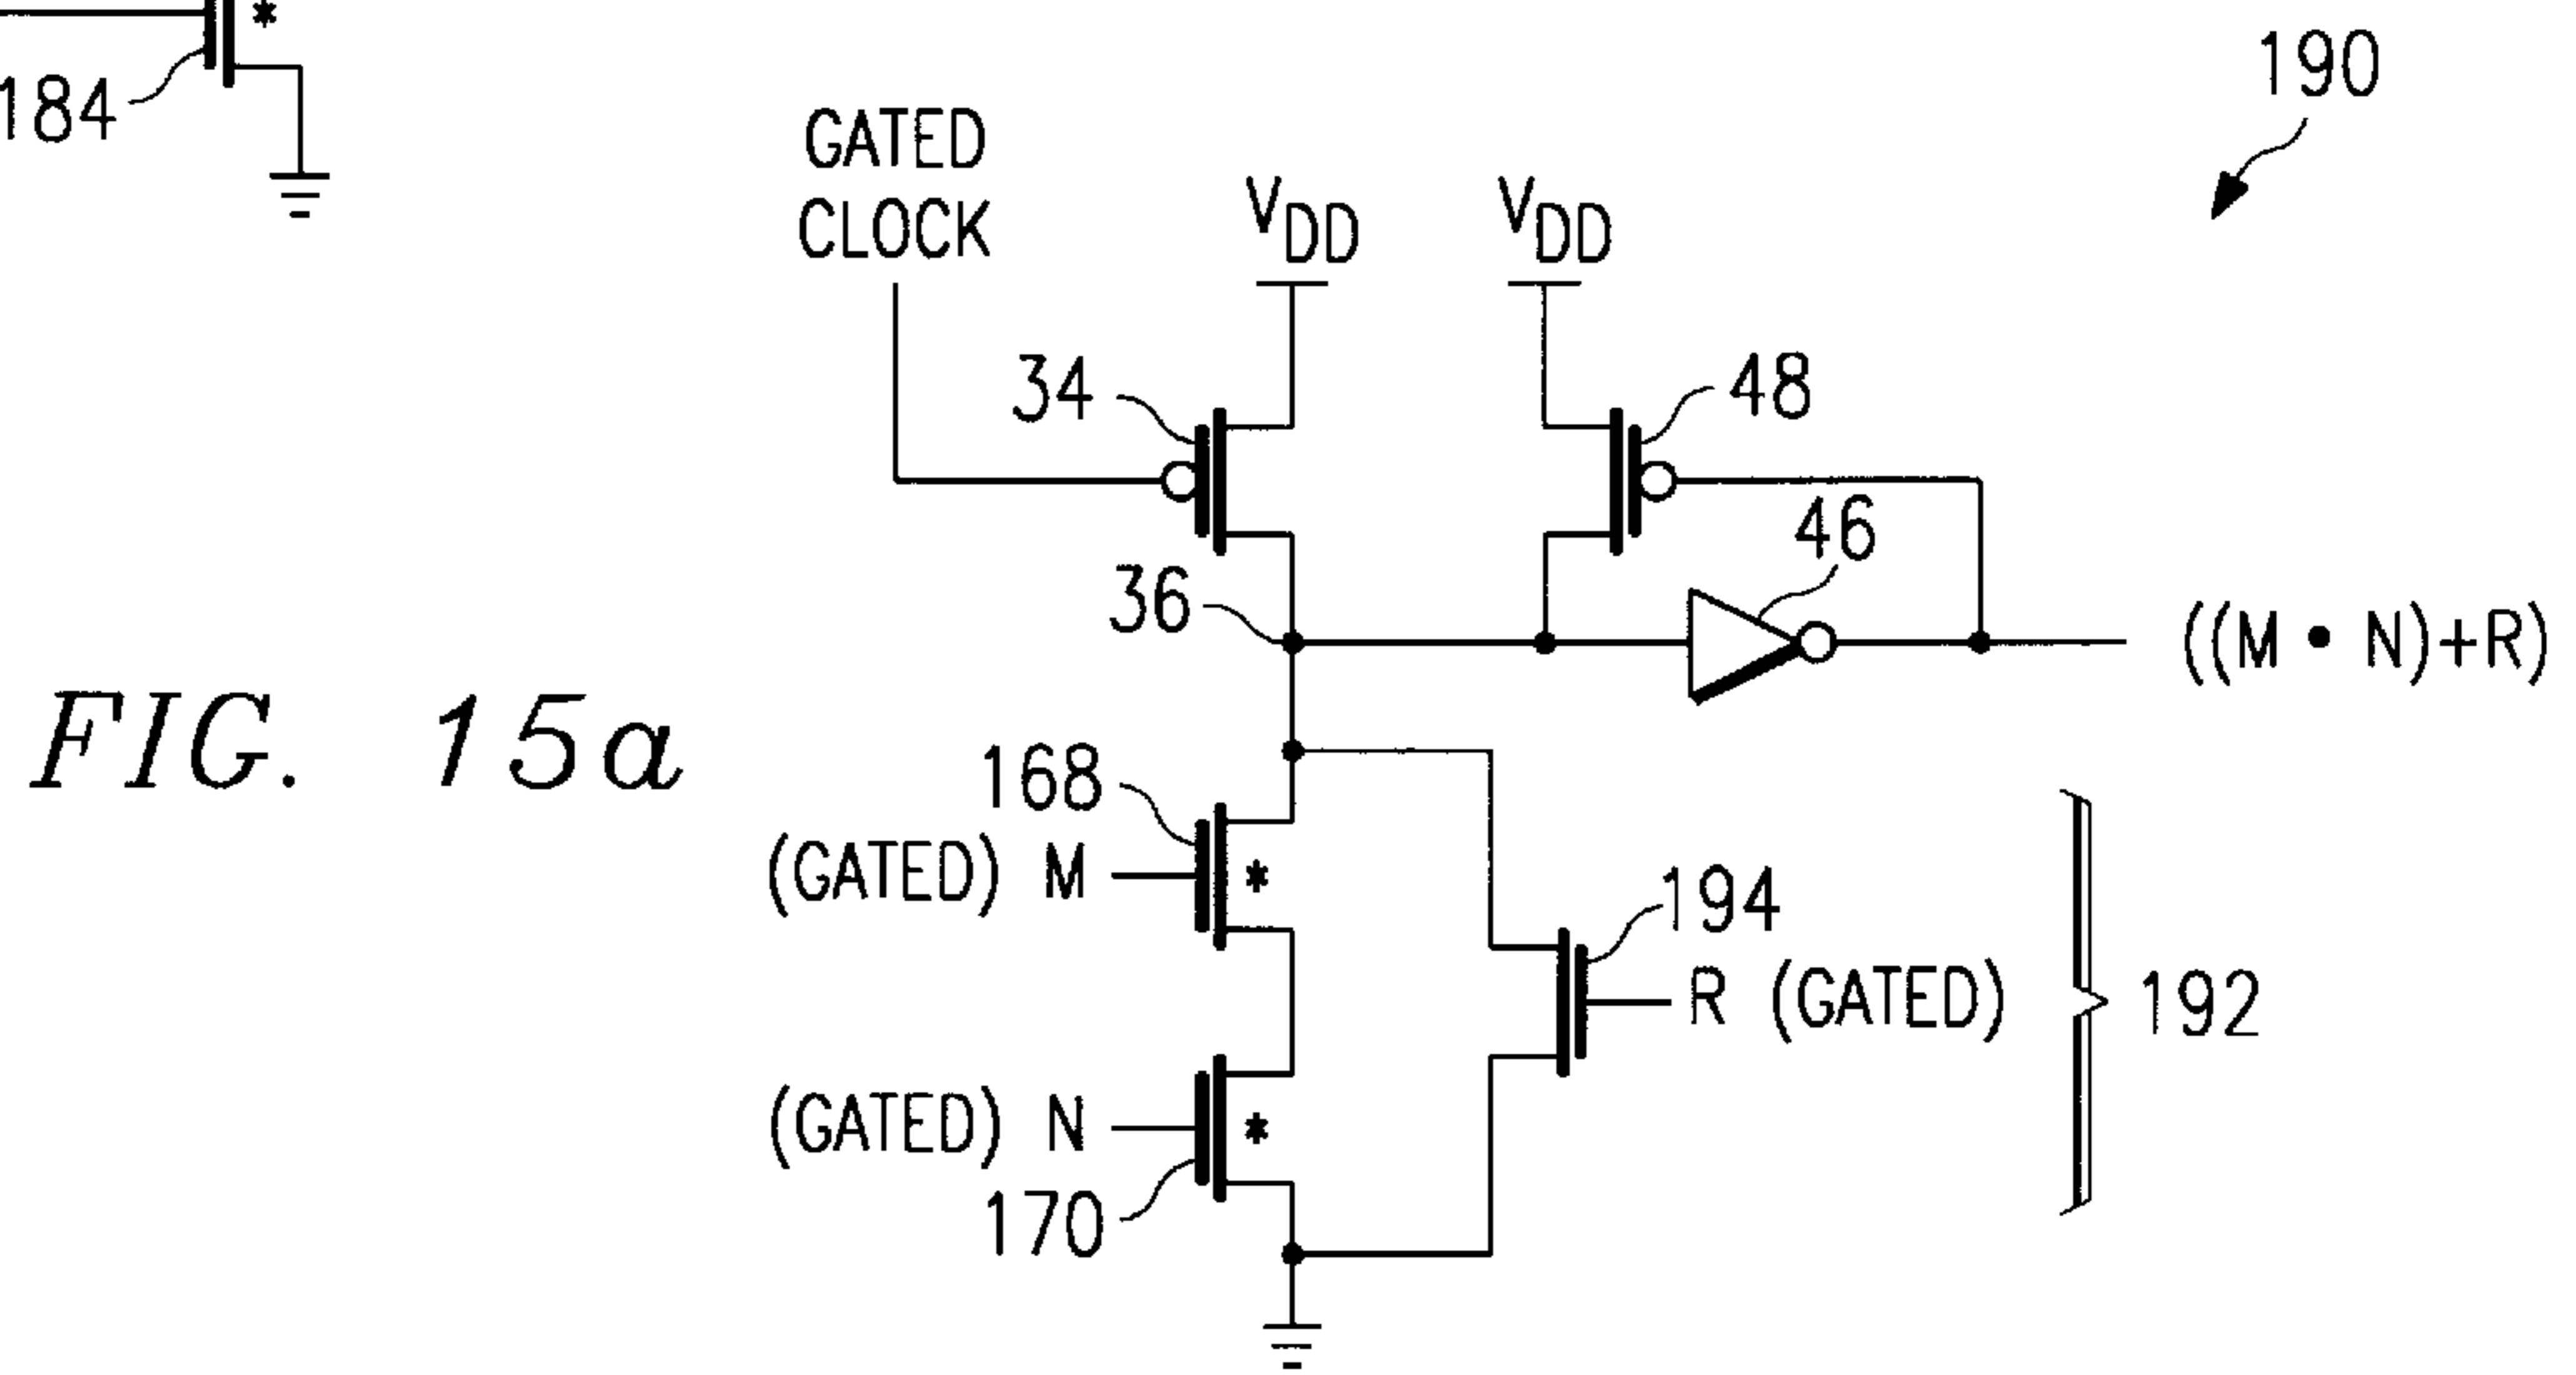 *
184
190
GATED
CLOCK
VDD
VDD
34
48
46
36
((M • N)+R)
FIG. 15a
168
(GATED) M
*
194
R (GATED)
192
(GATED) N
*
170